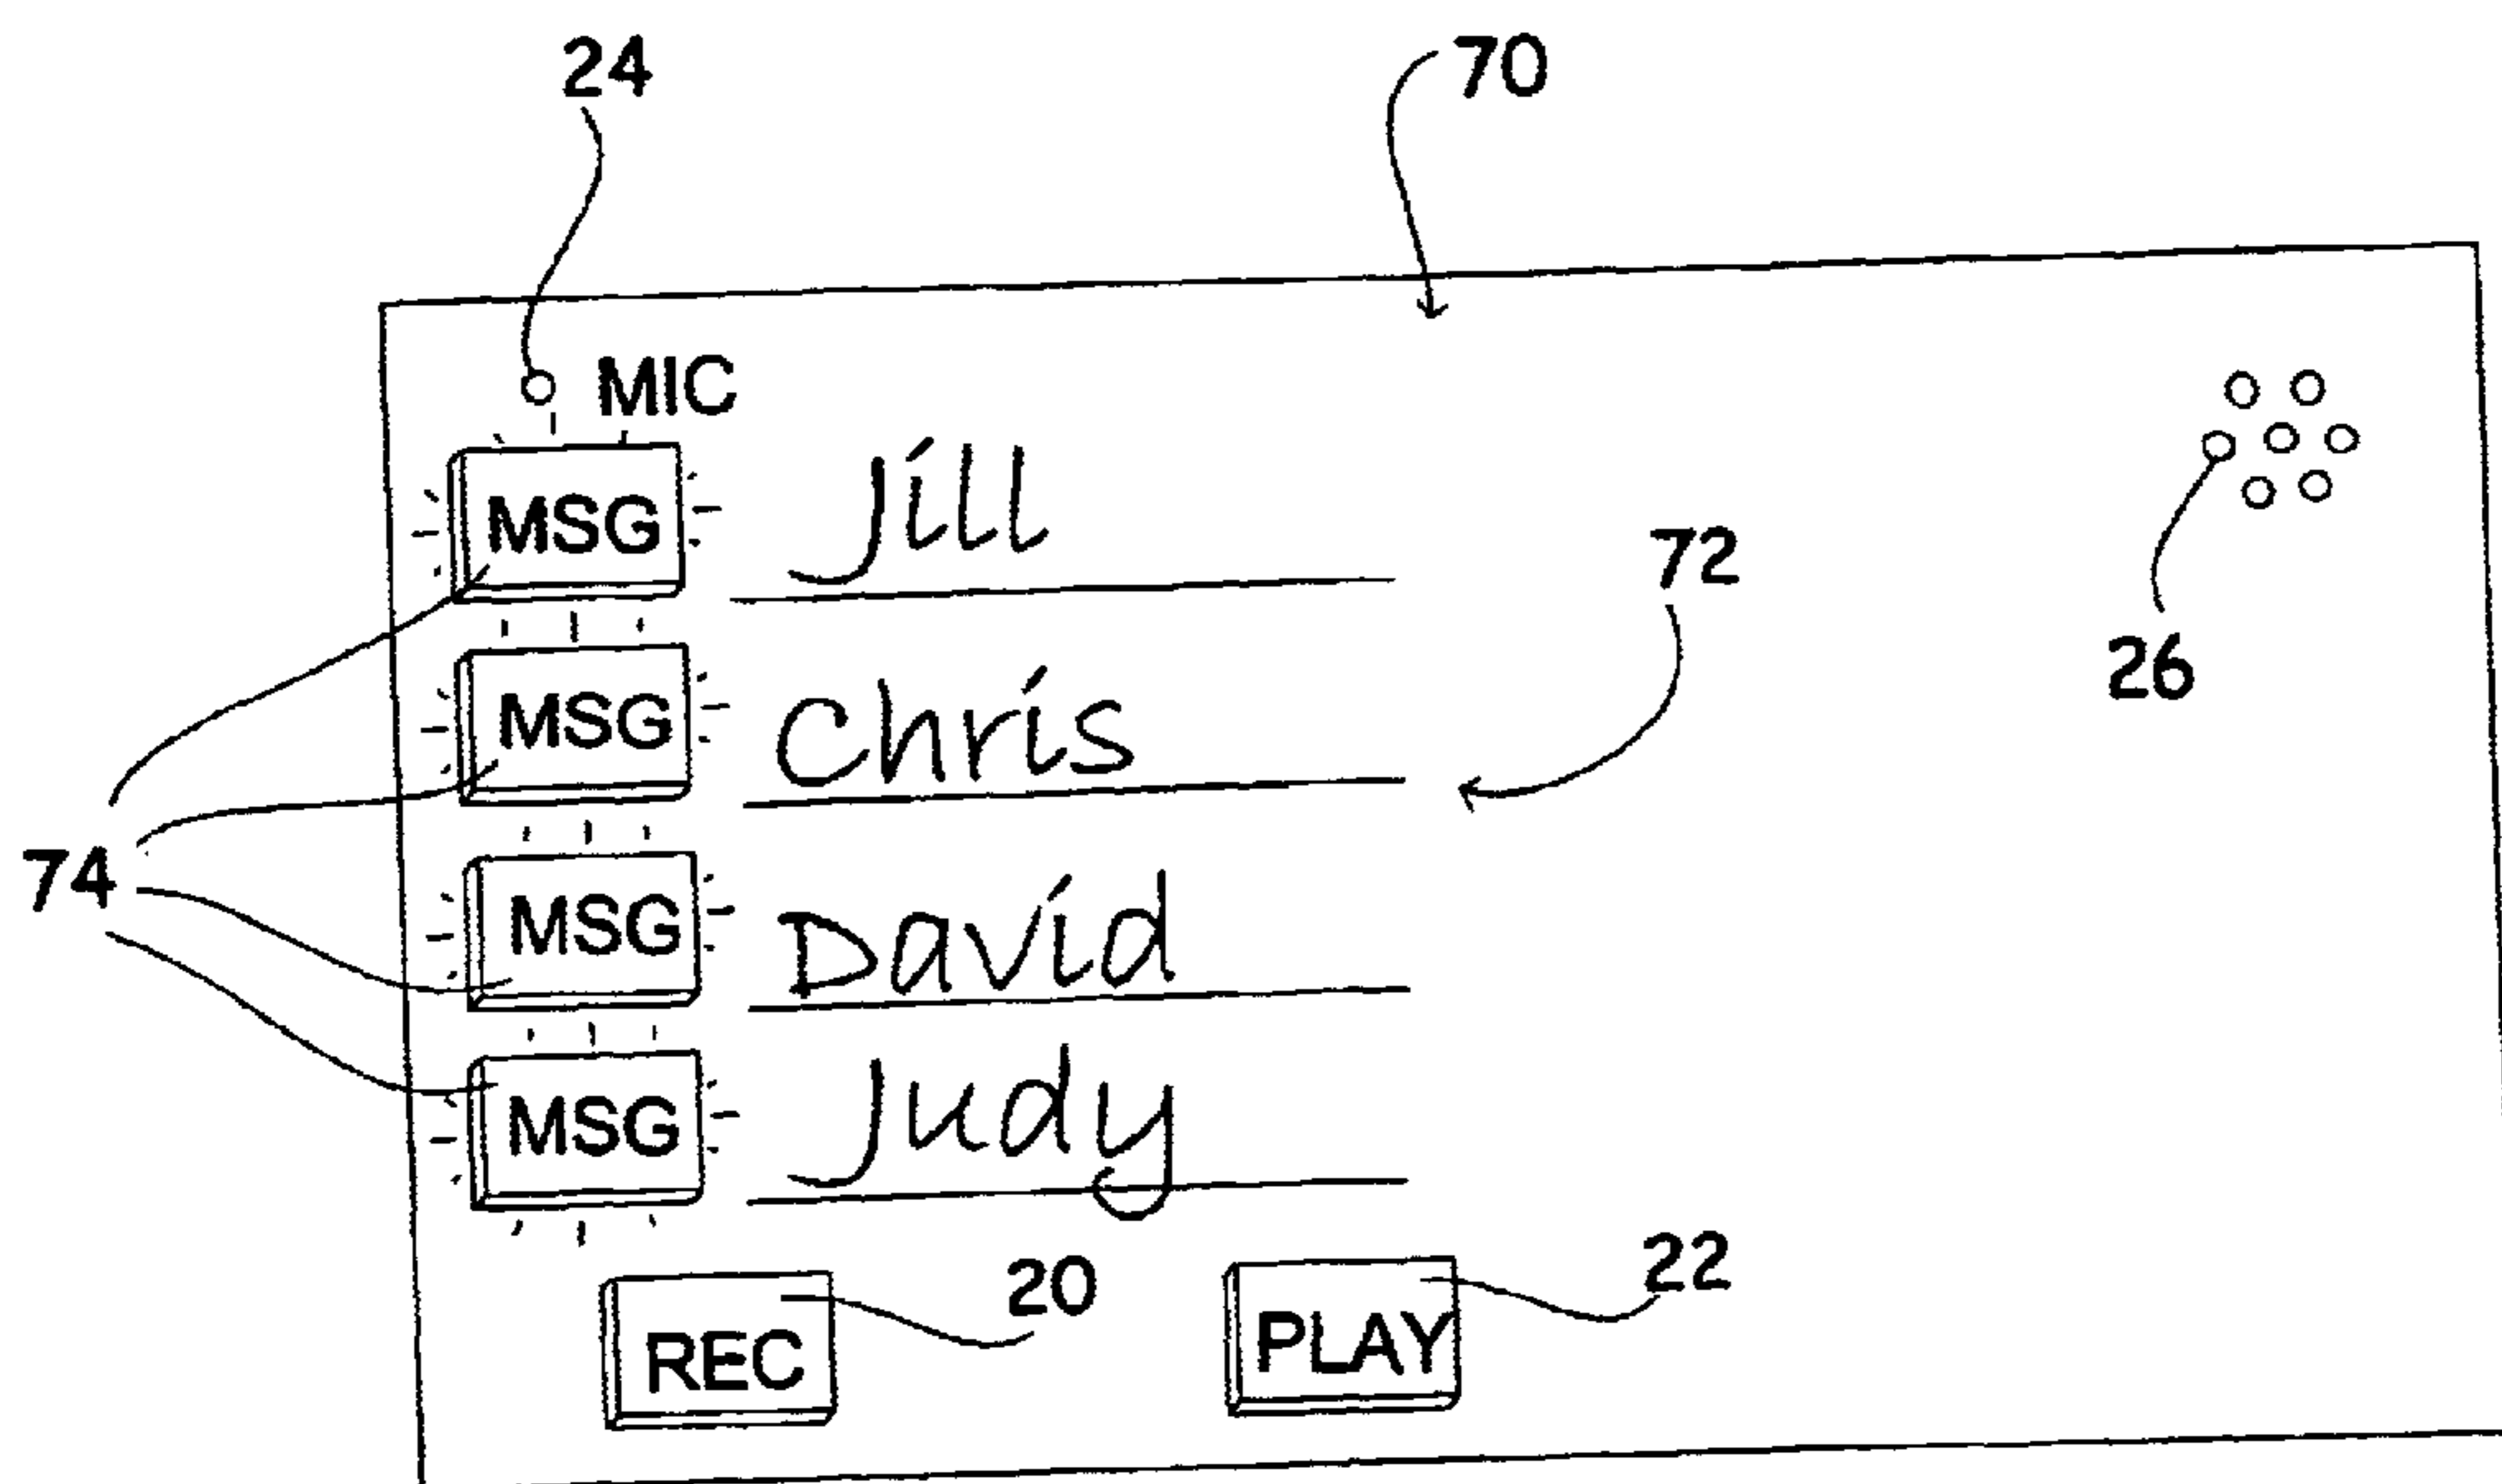 24 70
MIC
MSG Jill
72
26
MSG Chris
74
MSG David
MSG Judy
20 22
REC PLAY